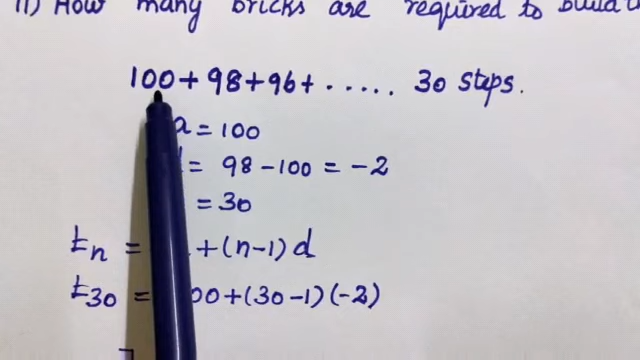 II) How many bricks are required to build
100 + 98 + 96 + ..... 30 steps.
a = 100
= 98 - 100 = -2
= 30
tn = + (n-1) d
t30 = 00 + (30-1) (-2)